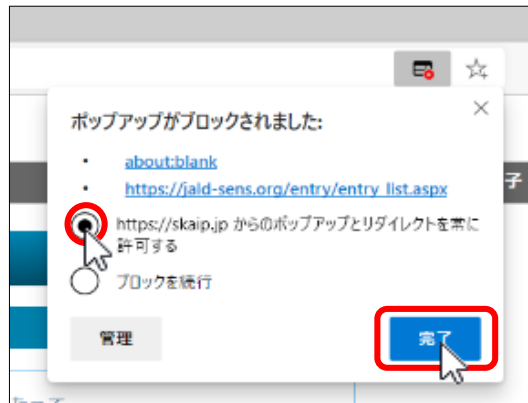 ポップアップがブロックされました:
• about:blank
• https://jald-sens.org/entry/entry_list.aspx
子
https://skaip.jp からのポップアップとリダイレクトを常に
許可する
ブロックを続行
管理
完了